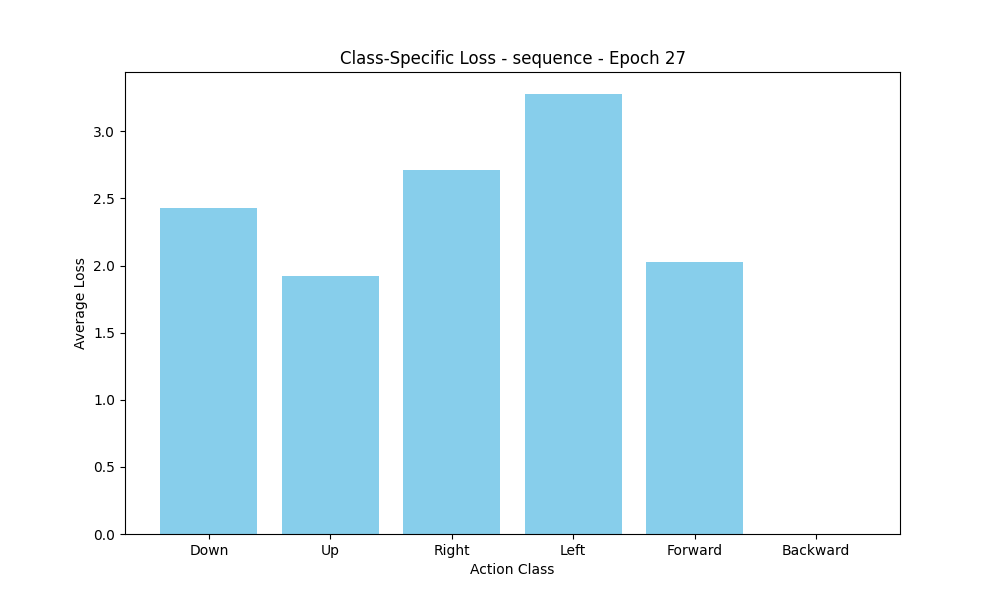 Class-Specific Loss - sequence - Epoch 27
Average Loss
3.0
2.5
2.0
1.5
1.0
0.5
0.0
Down Up Right Left Forward Backward
Action Class